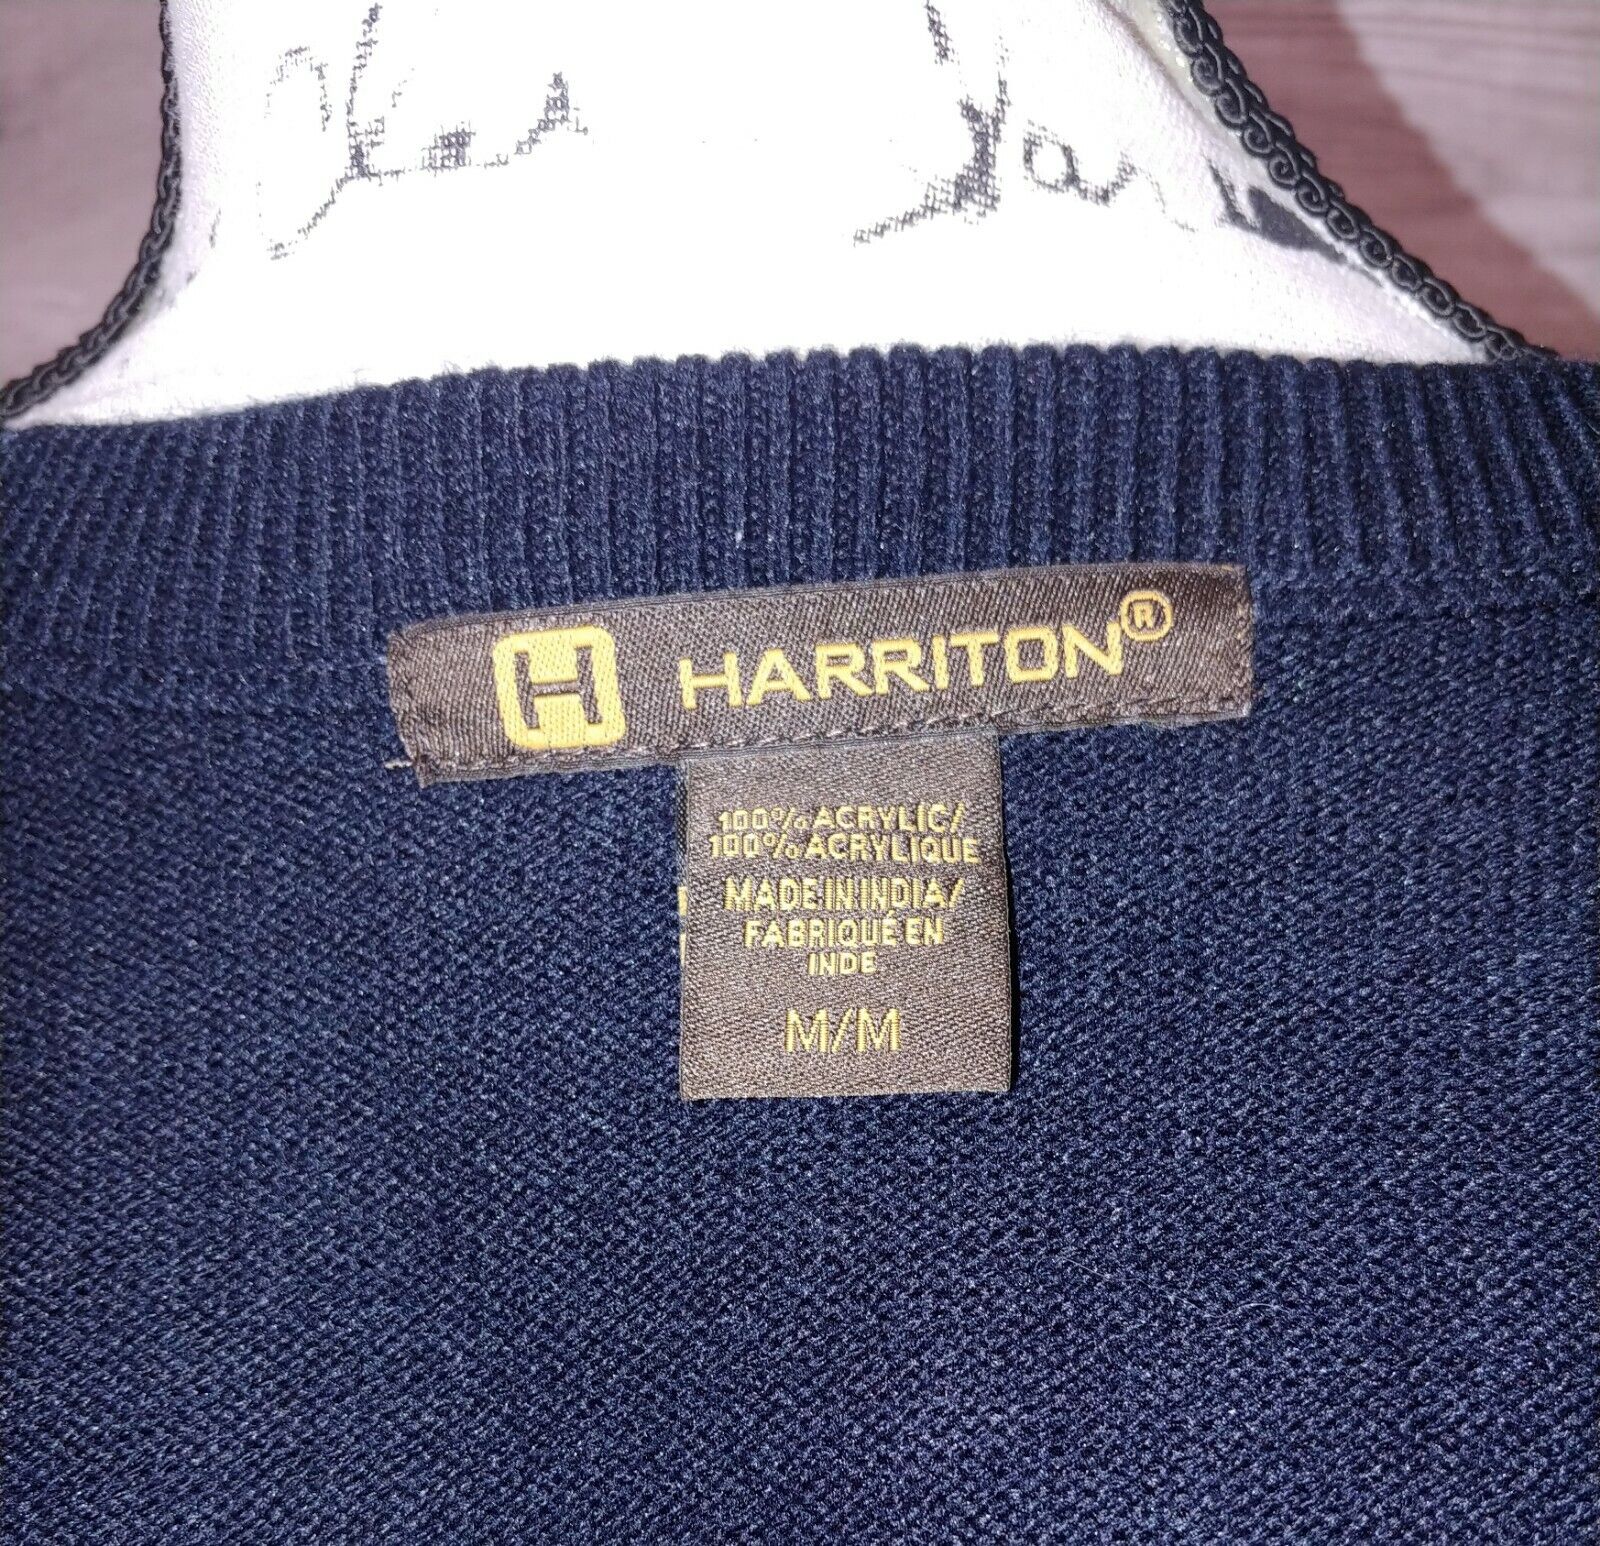 H HARRITON®
100% ACRYLIC/
100% ACRYLIQUE
MADE IN INDIA/
FABRIQUÉ EN
INDE
M/M